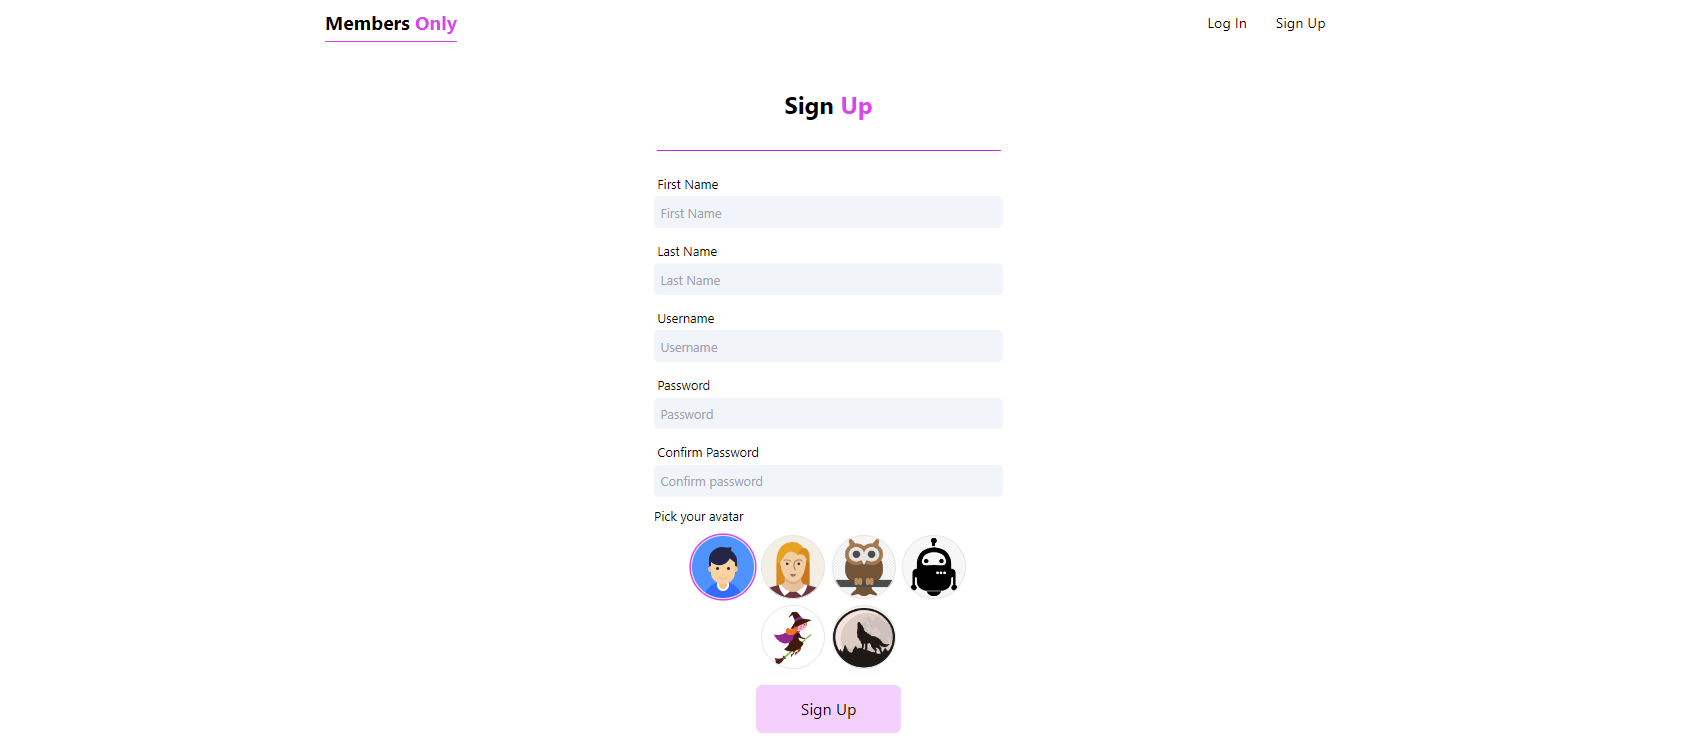 Members Only
Log In
Sign Up
Sign Up
First Name
First Name
Last Name
Last Name
Username
Username
Password
Password
Confirm Password
Confirm password
Pick your avatar
Sign Up